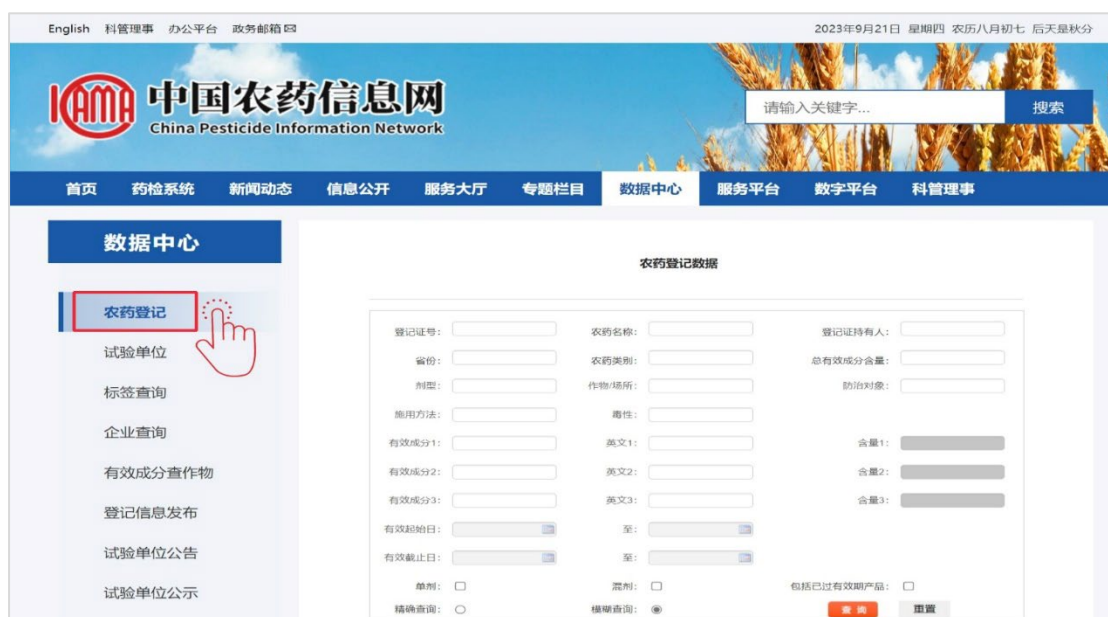 English 科管理事 办公平台 政务邮箱
2023年9月21日 星期四 农历八月初七 后天是秋分
KAMA 中国农药信息网
China Pesticide Information Network
请输入关键字... 搜索
首页 药检系统 新闻动态 信息公开 服务大厅 专题栏目 数据中心 服务平台 数字平台 科管理事
数据中心
农药登记
试验单位
标签查询
企业查询
有效成分查作物
登记信息发布
试验单位公告
试验单位公示
农药登记数据
登记证号: 农药名称: 登记证持有人:
省份: 农药类别: 总有效成分含量:
剂型: 作物/场所: 防治对象:
施用方法: 毒性:
有效成分1: 英文1: 含量1:
有效成分2: 英文2: 含量2:
有效成分3: 英文3: 含量3:
有效起始日: 至:
有效截止日: 至:
单剂: 混剂: 包括已过有效期产品:
精确查询: 模糊查询: 查询 重置